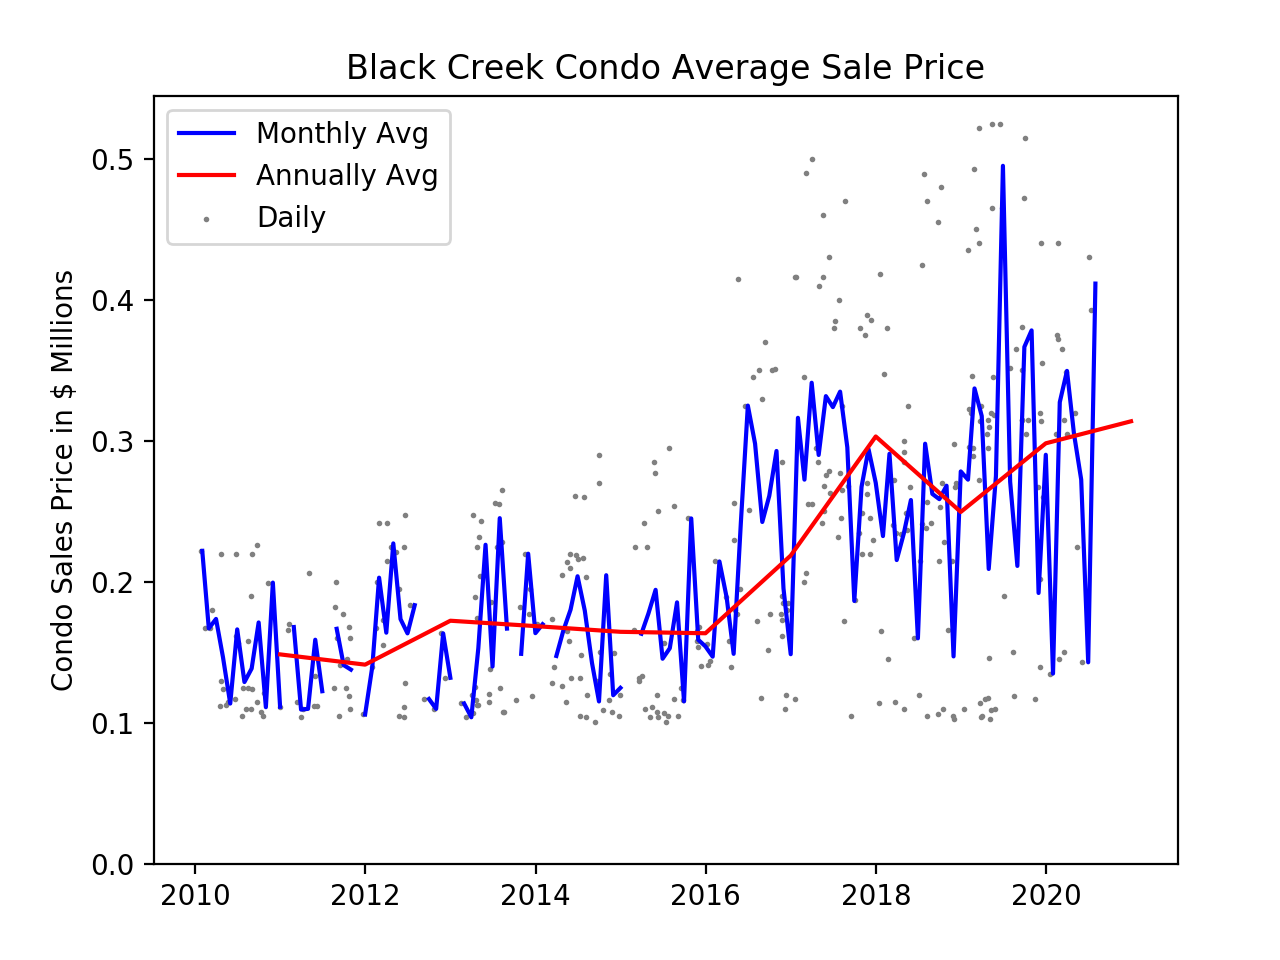 Black Creek Condo Average Sale Price
Monthly Avg
Annually Avg
Daily
Condo Sales Price in $ Millions
0.5
0.4
0.3
0.2
0.1
0.0
2010 2012 2014 2016 2018 2020